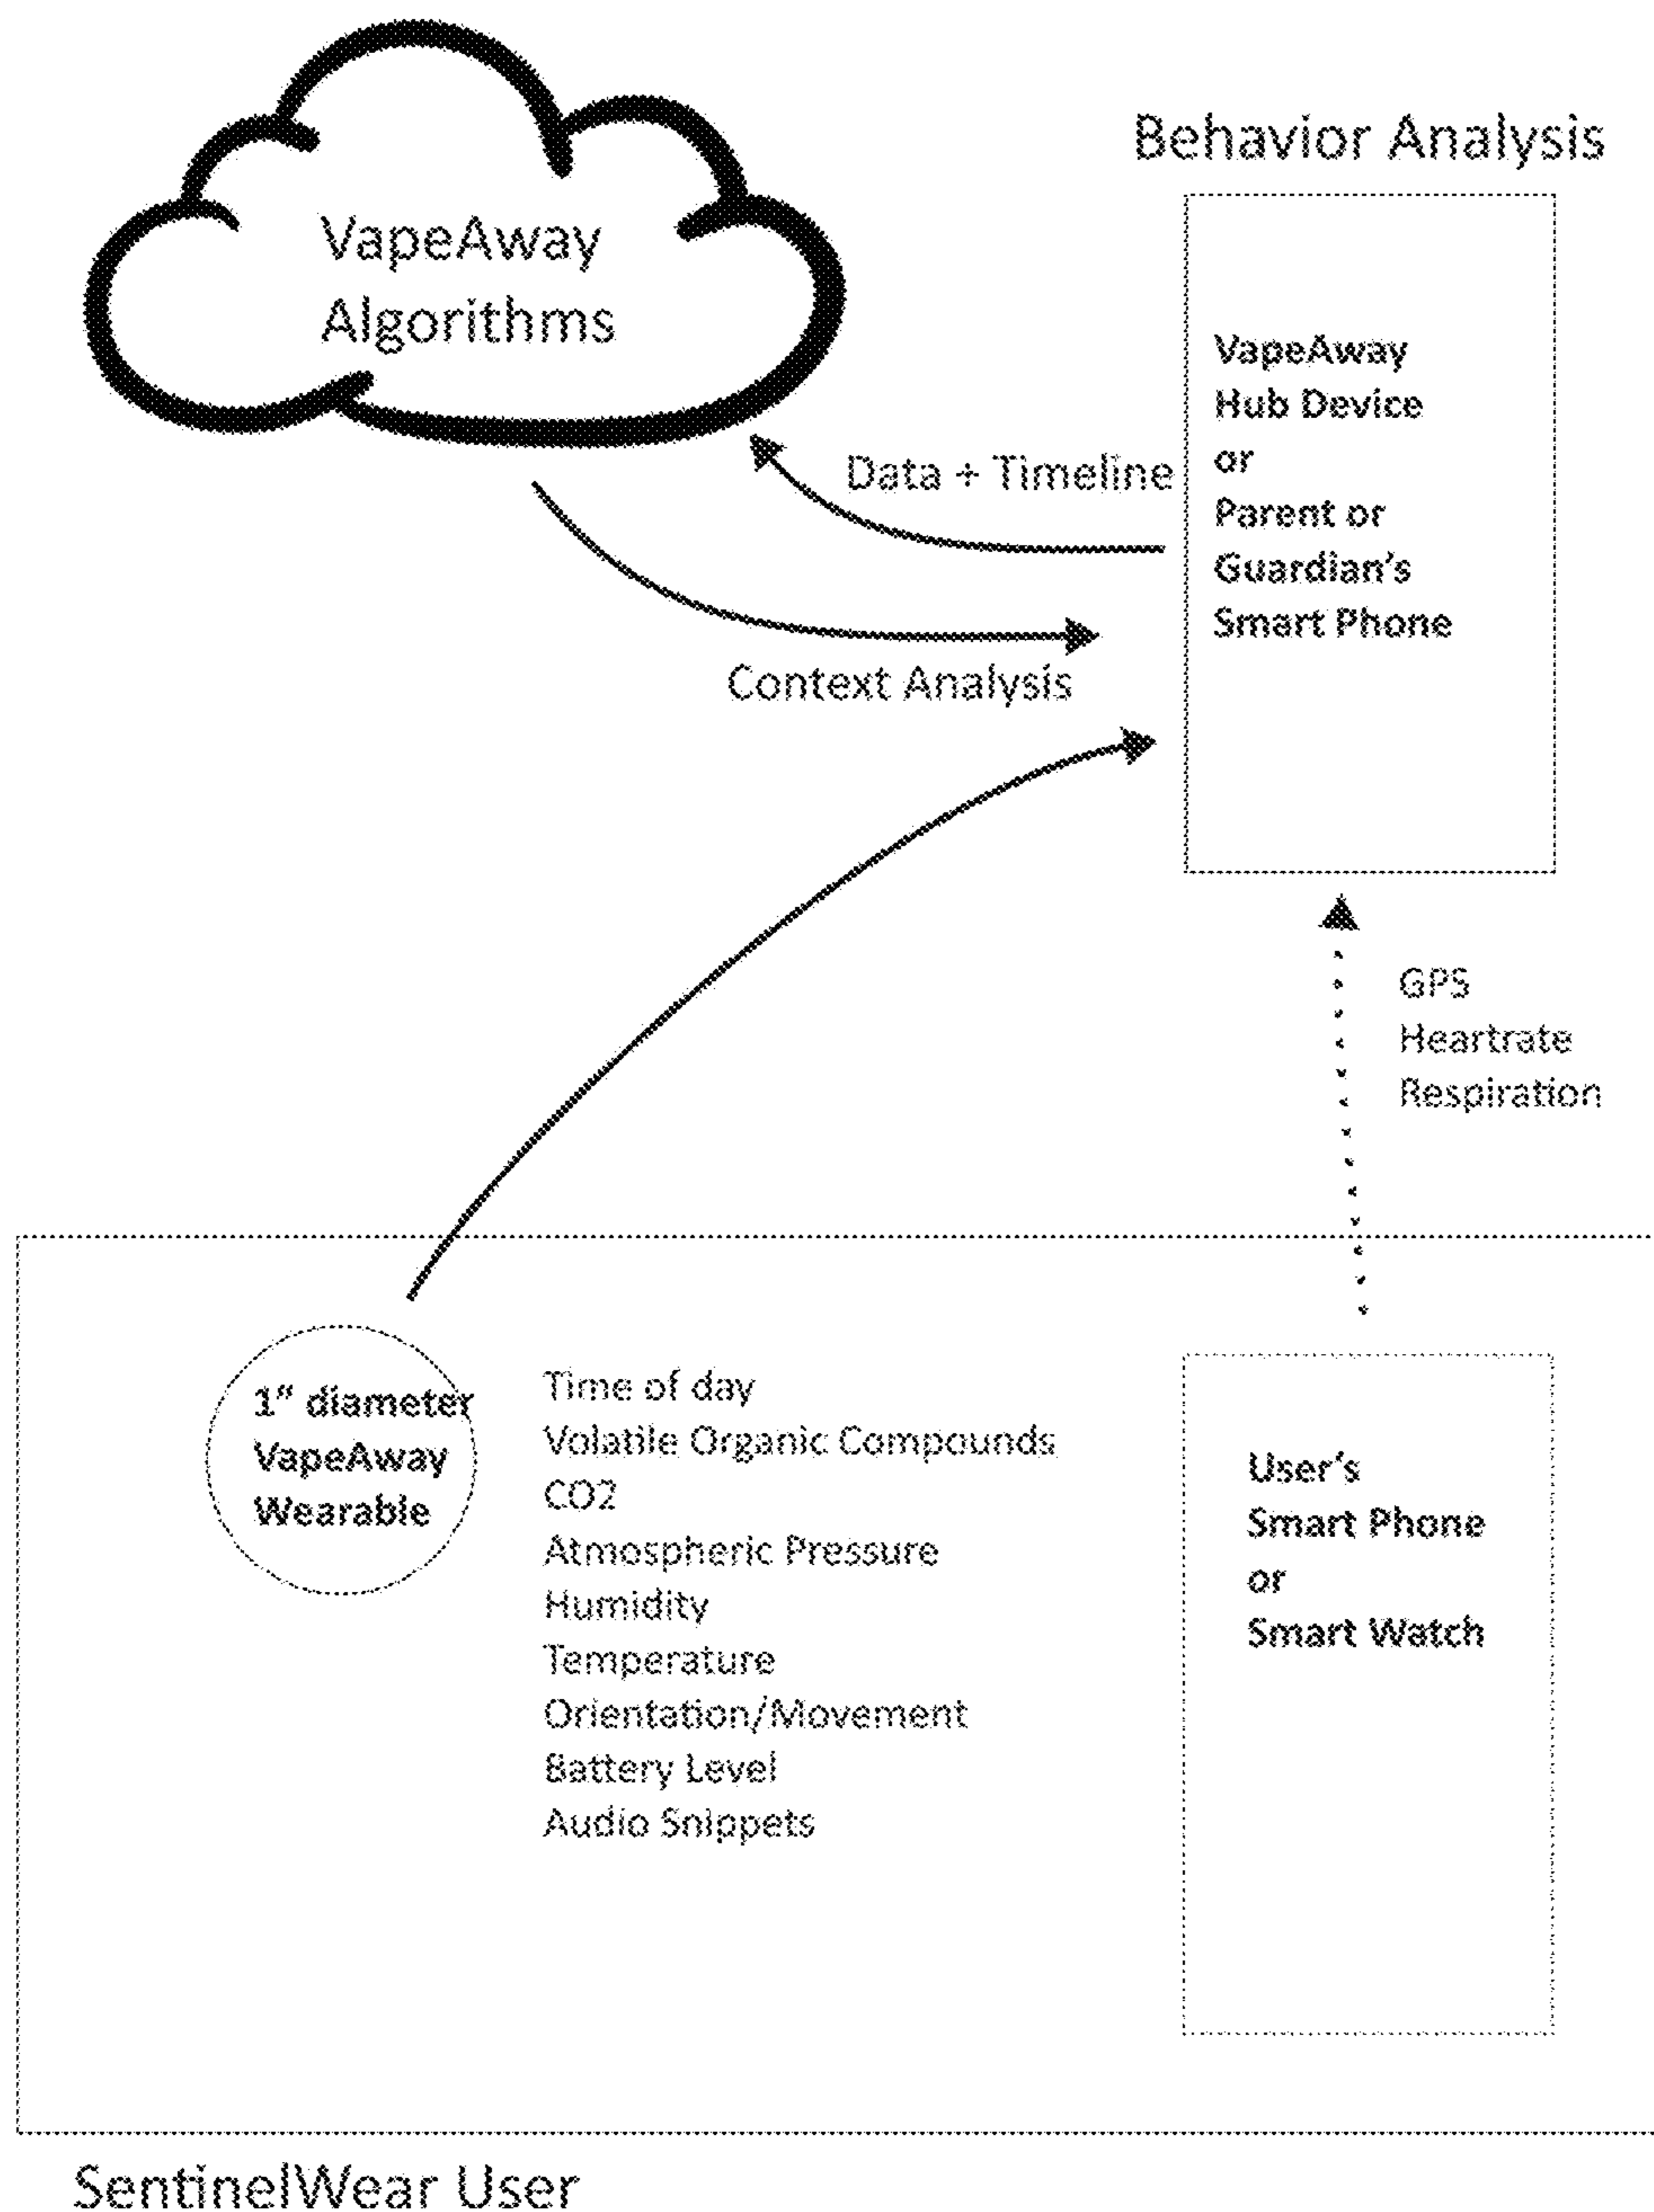 VapeAway
Algorithms
Behavior Analysis
VapeAway
Hub Device
or
Parent or
Guardian's
Smart Phone
Data + Timeline
Context Analysis
GPS
Heartrate
Respiration
1" diameter
VapeAway
Wearable
Time of day
Volatile Organic Compounds
CO2
Atmospheric Pressure
Humidity
Temperature
Orientation/Movement
Battery Level
Audio Snippets
User's
Smart Phone
or
Smart Watch
SentinelWear User